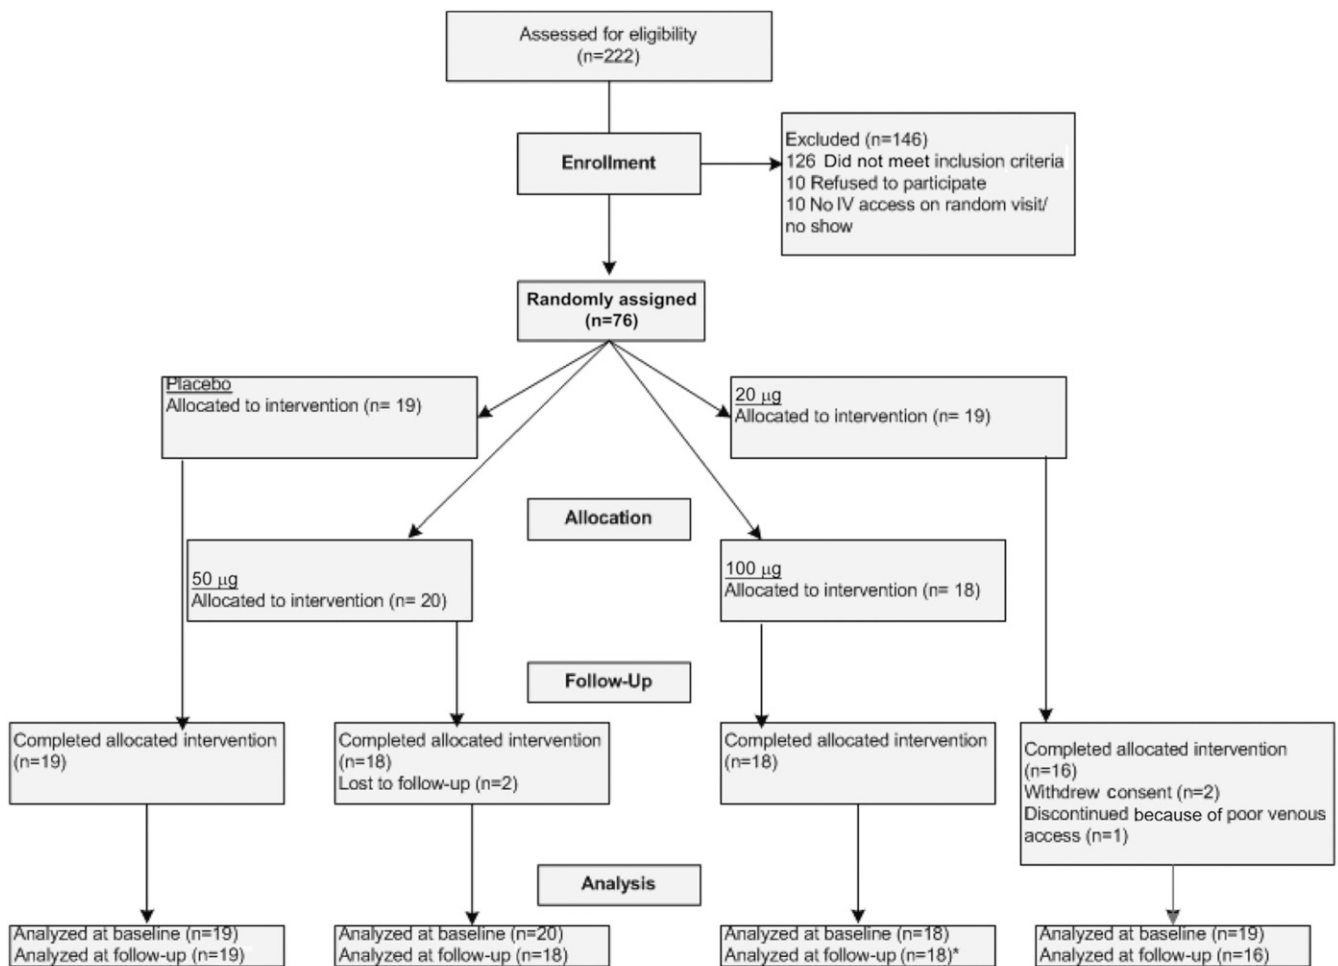 Assessed for eligibility
(n=222)
Enrollment
Excluded (n=146)
126 Did not meet inclusion criteria
10 Refused to participate
10 No IV access on random visit/
no show
Randomly assigned
(n=76)
Placebo
Allocated to intervention (n= 19)
20 μg
Allocated to intervention (n= 19)
Allocation
50 μg
Allocated to intervention (n= 20)
100 μg
Allocated to intervention (n= 18)
Follow-Up
Completed allocated intervention
(n=19)
Completed allocated intervention
(n=18)
Lost to follow-up (n=2)
Completed allocated intervention
(n=18)
Completed allocated intervention
(n=16)
Withdrew consent (n=2)
Discontinued because of poor venous
access (n=1)
Analysis
Analyzed at baseline (n=19)
Analyzed at follow-up (n=19)
Analyzed at baseline (n=20)
Analyzed at follow-up (n=18)
Analyzed at baseline (n=18)
Analyzed at follow-up (n=18)*
Analyzed at baseline (n=19)
Analyzed at follow-up (n=16)